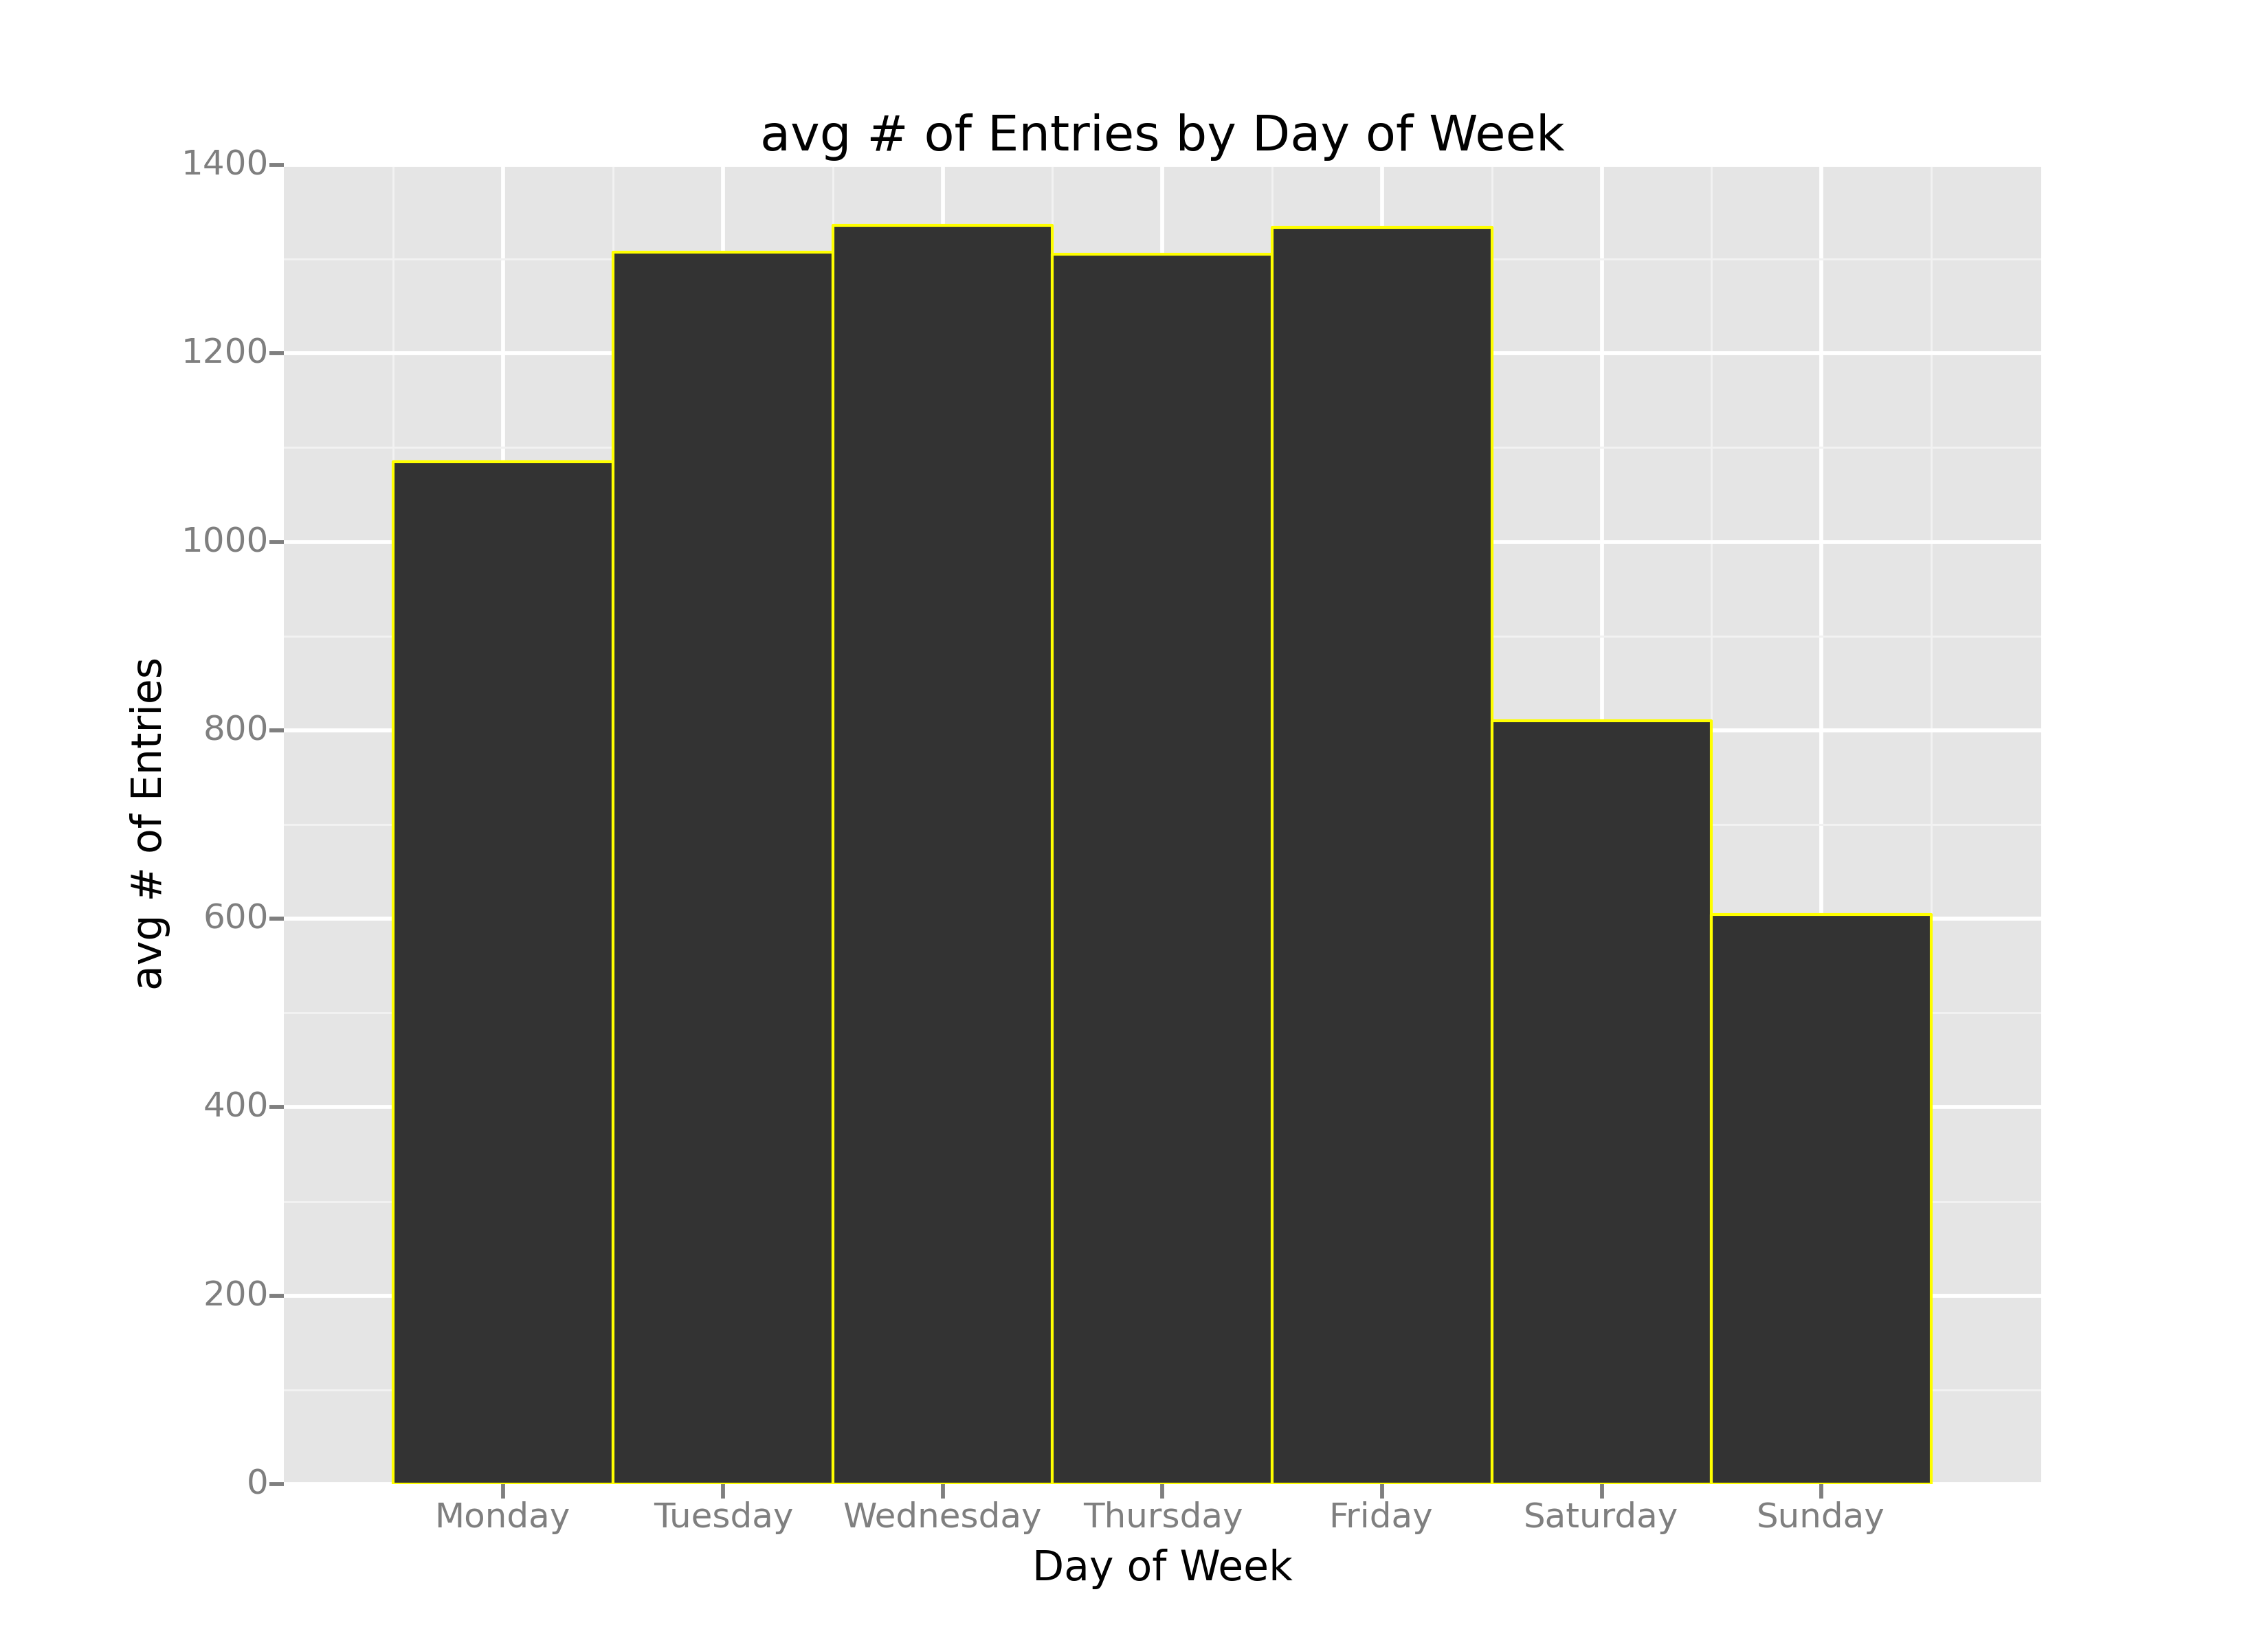 avg # of Entries by Day of Week
1400
1200
1000
800
600
400
200
0
avg # of Entries
Monday Tuesday Wednesday Thursday Friday Saturday Sunday
Day of Week